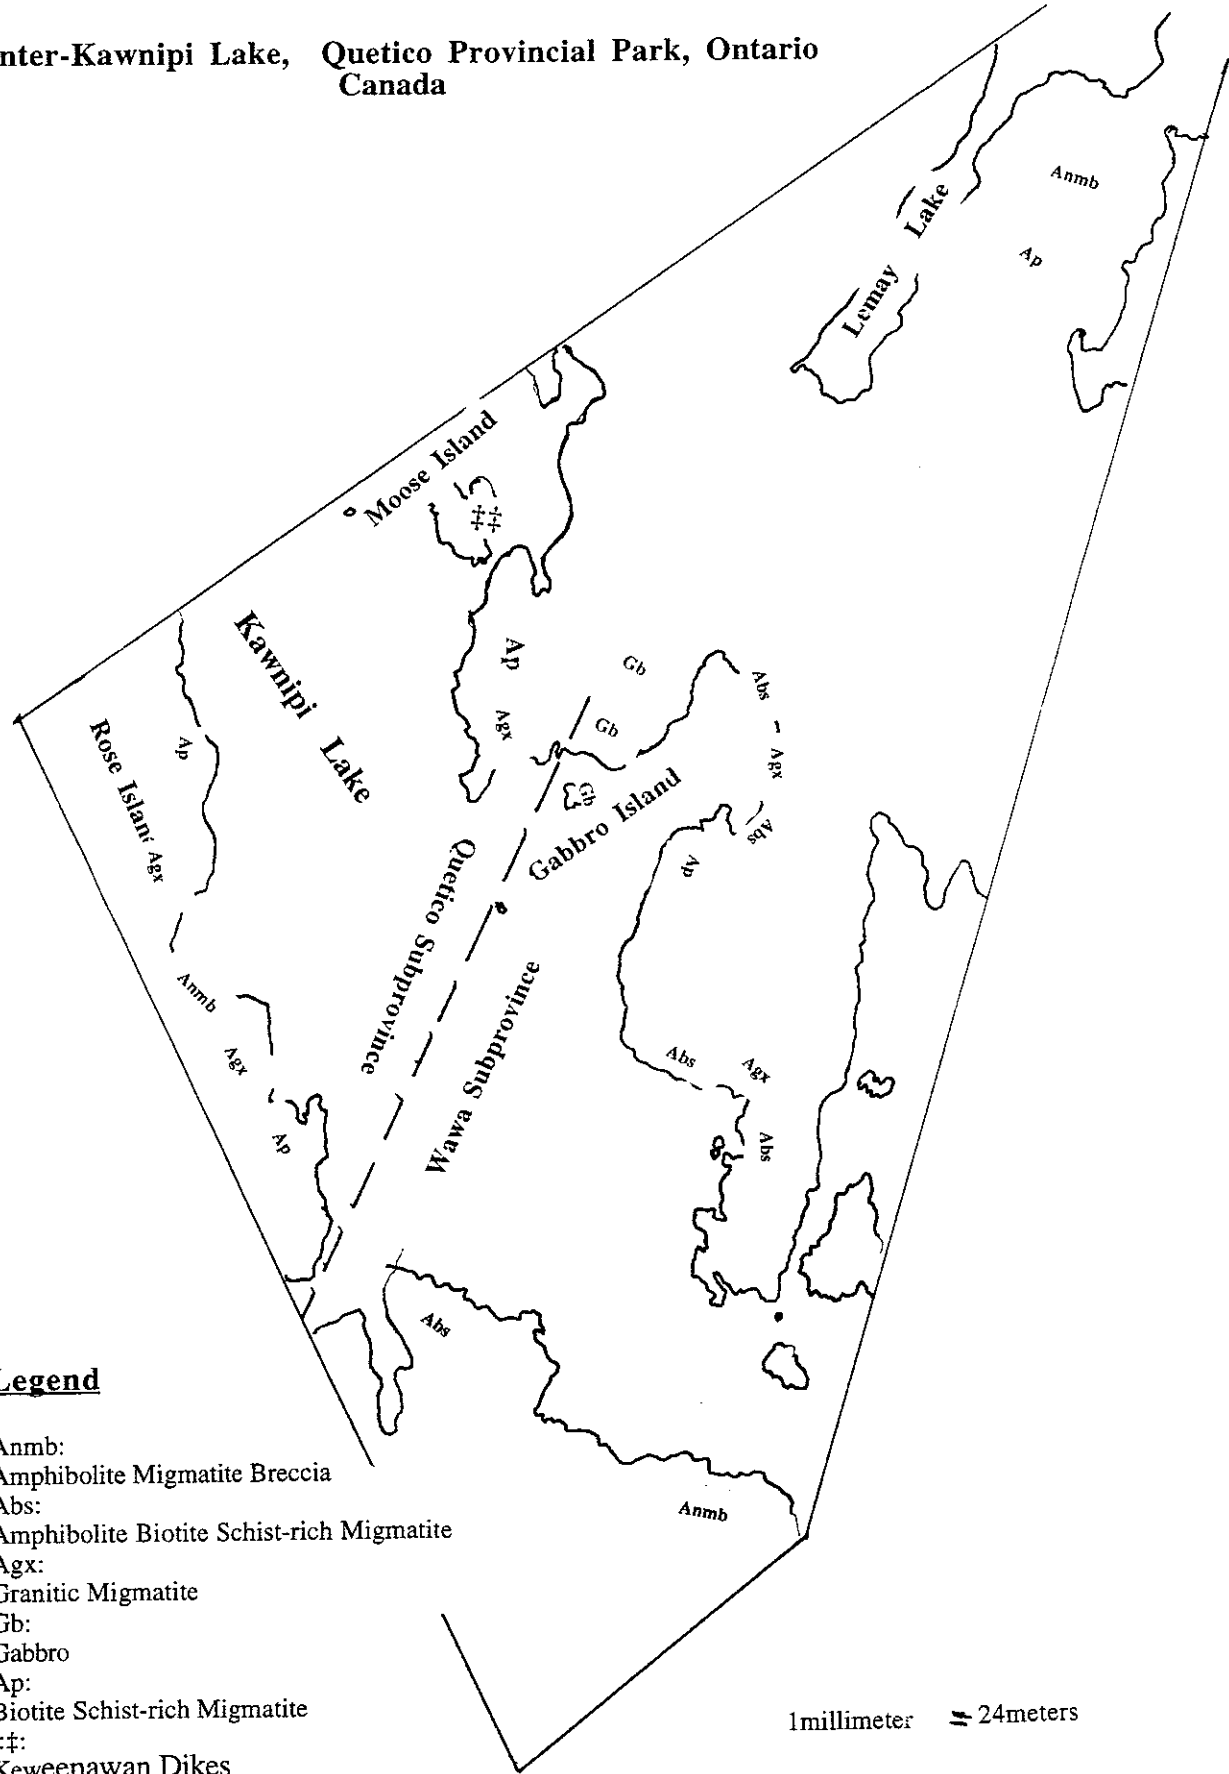 nter-Kawnipi Lake, Quetico Provincial Park, Ontario
Canada
Anmb
Lake
Ap
Lemay
Moose Island
‡‡
Kawnipi Lake
Ap
Gb
Abs
Rose Islan
Ap
Agx
Gb
Agx
Gb
Gabbro Island
Abs
Agx
Ap
Quetico Subprovince
Wawa Subprovince
Anmb
Agx
Abs
Agx
Ap
Abs
Abs
Anmb
Legend
Anmb:
Amphibolite Migmatite Breccia
Abs:
Amphibolite Biotite Schist-rich Migmatite
Agx:
Granitic Migmatite
Gb:
Gabbro
Ap:
Biotite Schist-rich Migmatite
‡‡:
Keweenawan Dikes
1millimeter = 24meters